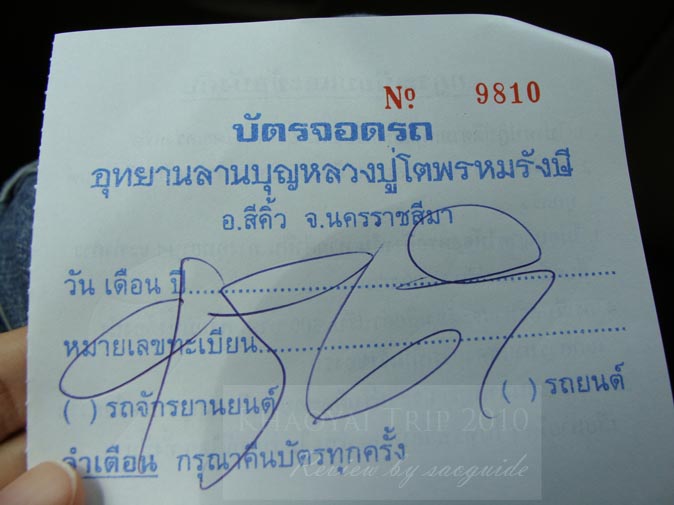 Nº 9810
บัตรจอดรถ
อุทยานลานบุญหลวงปู่โตพรหมรังษี
อ.สีคิ้ว จ.นครราชสีมา
วัน เดือน ปี
หมายเลขทะเบียน
( ) รถจักรยานยนต์ ( ) รถยนต์
คำเตือน กรุณาคืนบัตรทุกครั้ง
KHAOYAI TRIP 2010
Review by saoguide